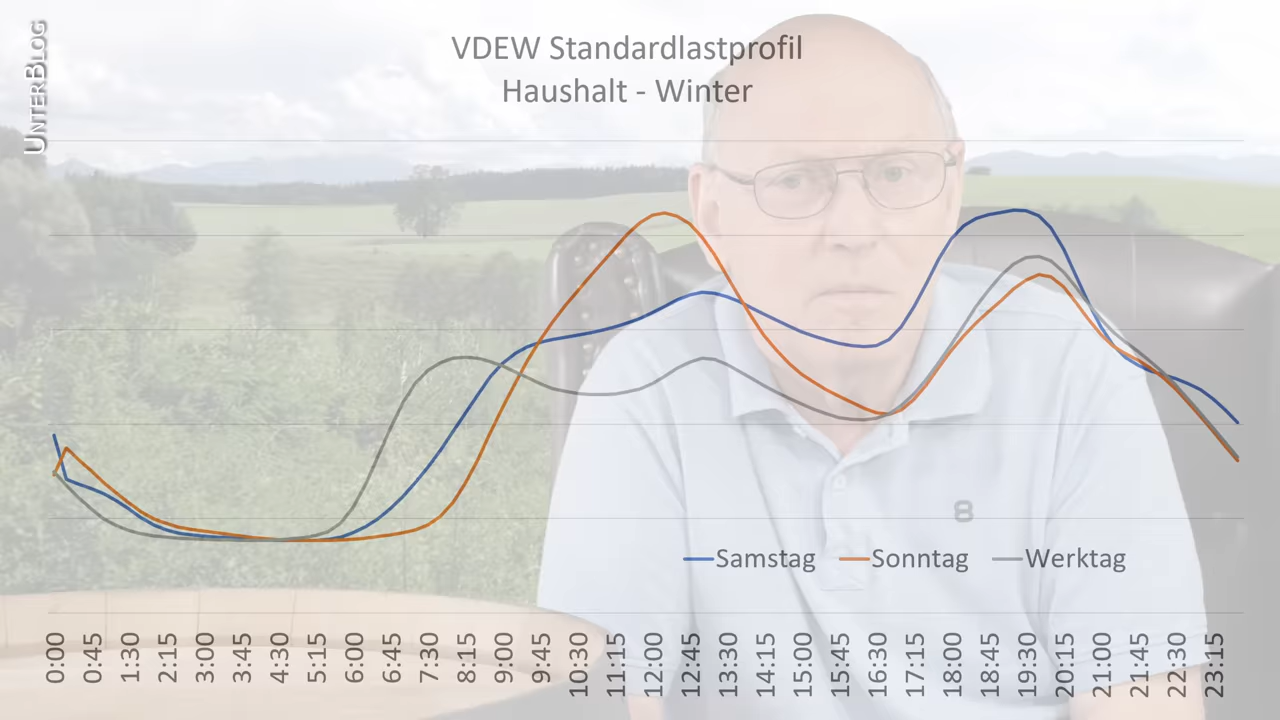 UNTERBLOG
VDEW Standardlastprofil
Haushalt - Winter
8
Samstag Sonntag Werktag
0:00 0:45 1:30 2:15 3:00 3:45 4:30 5:15 6:00 6:45 7:30 8:15 9:00 9:45 10:30 11:15 12:00 12:45 13:30 14:15 15:00 15:45 16:30 17:15 18:00 18:45 19:30 20:15 21:00 21:45 22:30 23:15